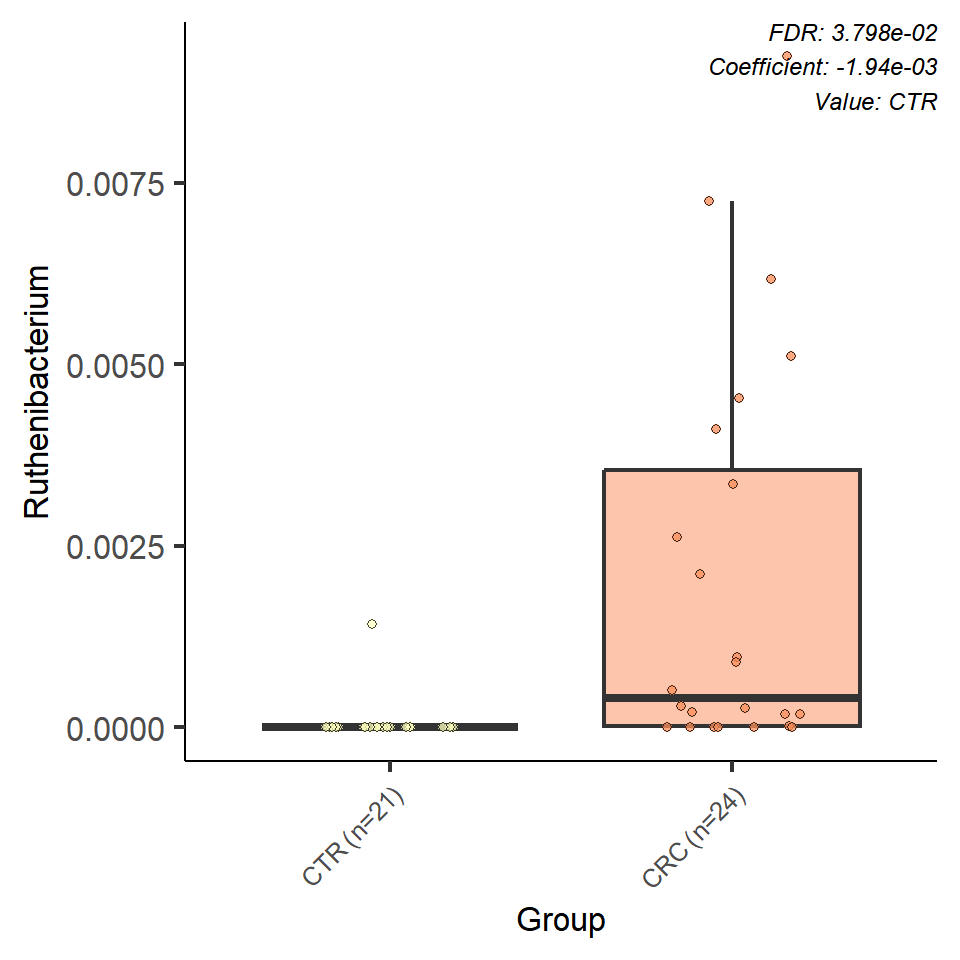 FDR: 3.798e-02
Coefficient: -1.94e-03
Value: CTR
0.0075
0.0050
0.0025
0.0000
Ruthenibacterium
CTR (n=21)
CRC (n=24)
Group